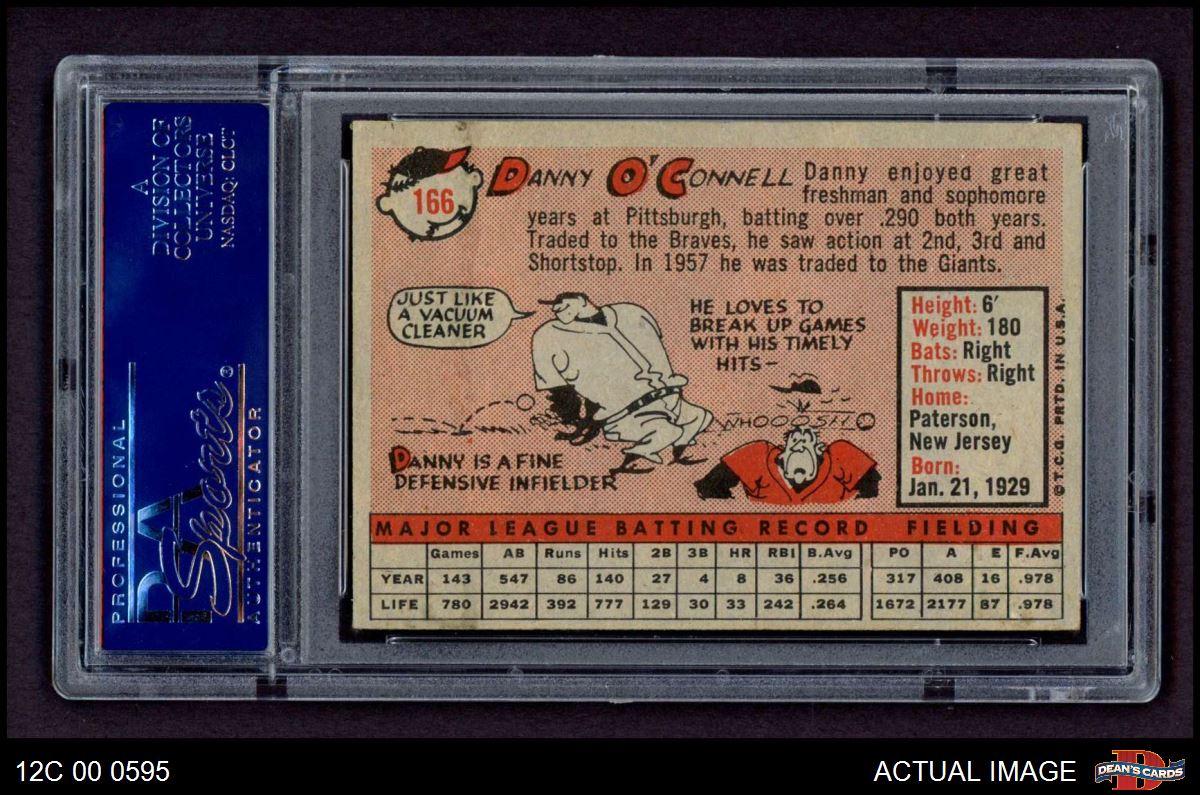 A
DIVISION OF
COLLECTORS
UNIVERSE
NASDAQ: CLCT
PROFESSIONAL
PSA
Sports®
AUTHENTICATOR
166
DANNY O'CONNELL
Danny enjoyed great
freshman and sophomore
years at Pittsburgh, batting over .290 both years.
Traded to the Braves, he saw action at 2nd, 3rd and
Shortstop. In 1957 he was traded to the Giants.
JUST LIKE
A VACUUM
CLEANER
DANNY IS A FINE
DEFENSIVE INFIELDER
HE LOVES TO
BREAK UP GAMES
WITH HIS TIMELY
HITS-
WHOOOSH
Height: 6'
Weight: 180
Bats: Right
Throws: Right
Home:
Paterson,
New Jersey
Born:
Jan. 21, 1929
© T.C.G. PRTD. IN U.S.A.
MAJOR LEAGUE BATTING RECORD FIELDING
Games AB Runs Hits 2B 3B HR RBI B.Avg PO A E F.Avg
YEAR 143 547 86 140 27 4 8 36 .256 317 408 16 .978
LIFE 780 2942 392 777 129 30 33 242 .264 1672 2177 87 .978
12C 00 0595
ACTUAL IMAGE
D
DEAN'S CARDS